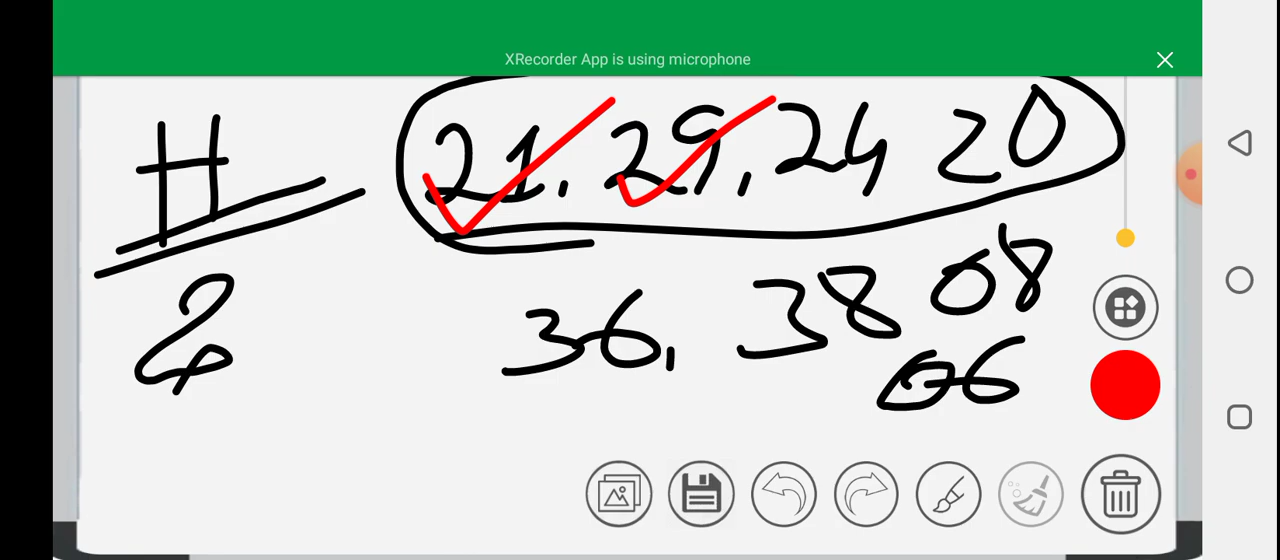 XRecorder App is using microphone
H 21, 29, 24 20
2 36, 38 08
06